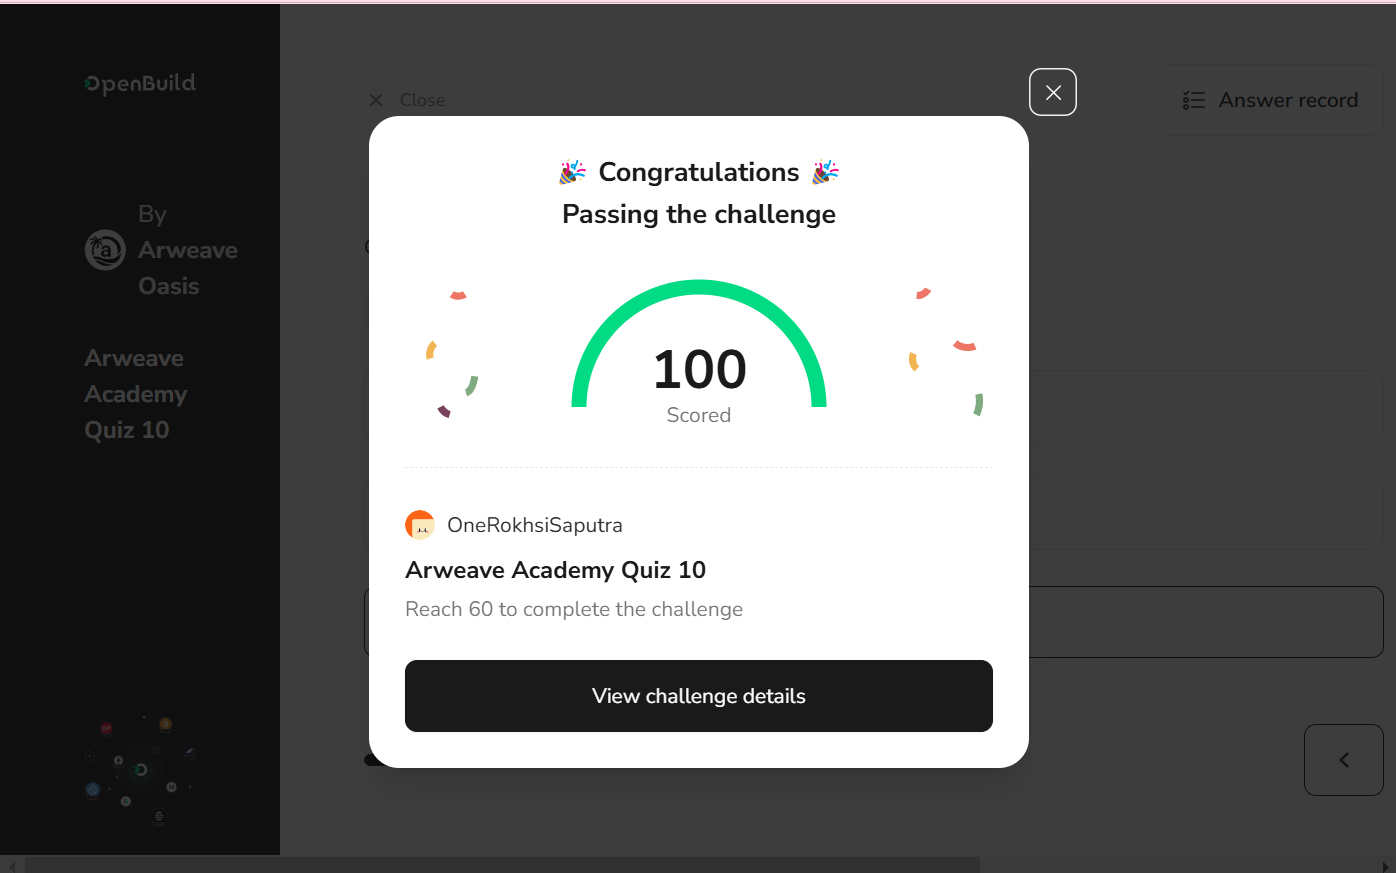 OpenBuild
By
Arweave
Oasis
Arweave
Academy
Quiz 10
Close
Answer record
Congratulations
Passing the challenge
100
Scored
OneRokhsiSaputra
Arweave Academy Quiz 10
Reach 60 to complete the challenge
View challenge details